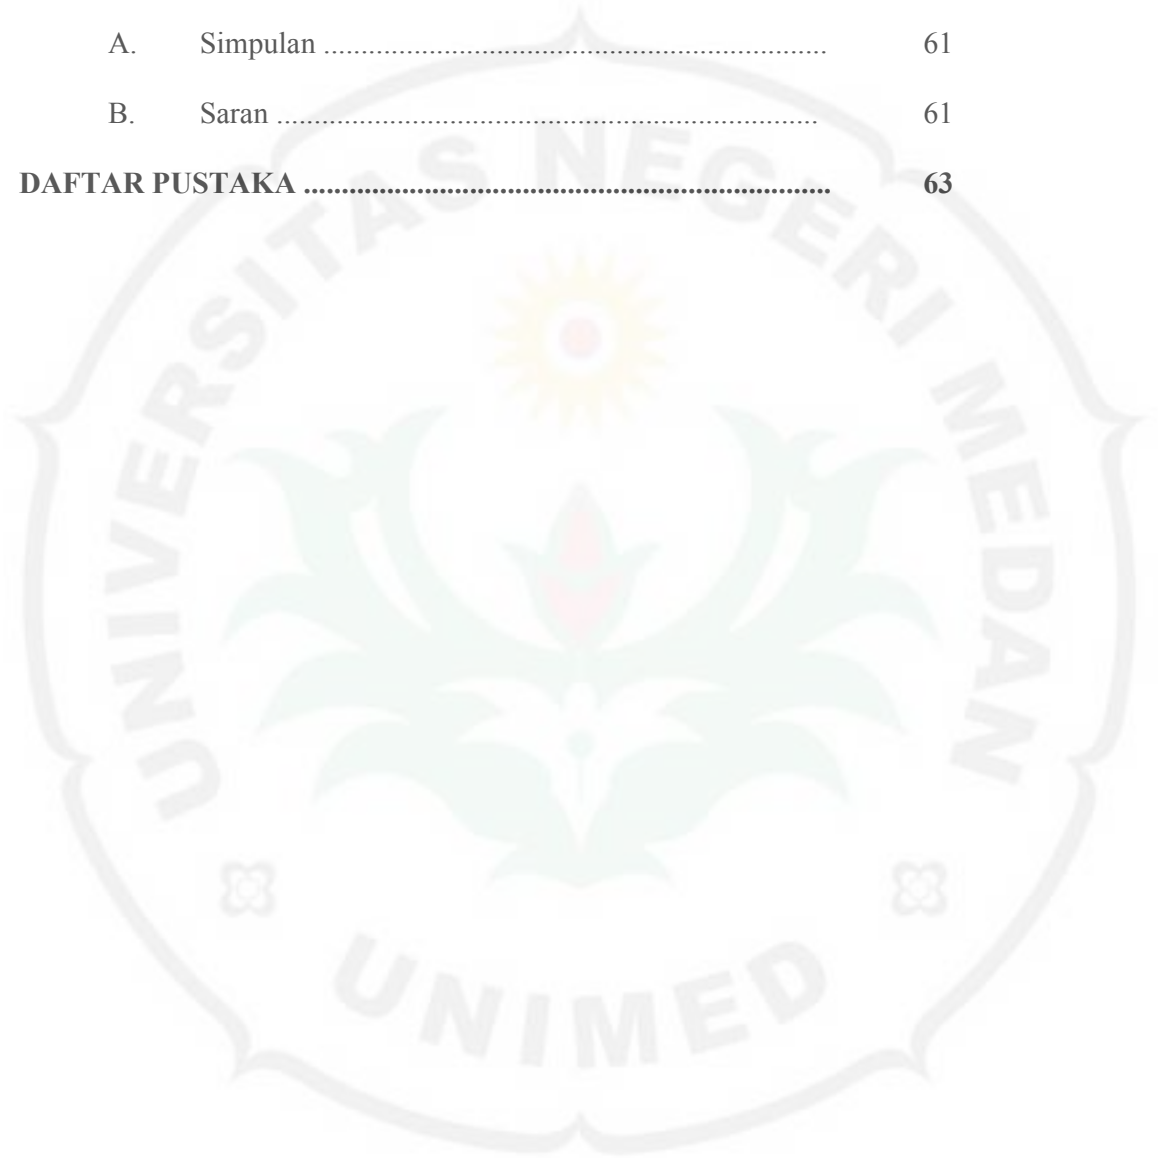 A. Simpulan ................................................................... 61
B. Saran ........................................................................ 61
DAFTAR PUSTAKA ..................................................................... 63
UNIVERSITAS NEGERI MEDAN
UNIMED